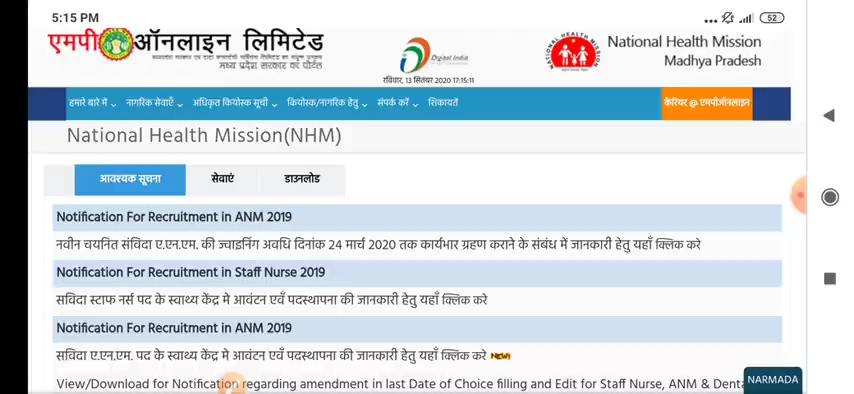 5:15 PM
52
एमपी ऑनलाइन लिमिटेड
मध्य प्रदेश सरकार का पोर्टल
Digital India
रविवार, 13 सितंबर 2020 17:15:11
NATIONAL HEALTH MISSION
National Health Mission
Madhya Pradesh
हमारे बारे में नागरिक सेवाएँ अधिकृत कियोस्क सूची कियोस्क/नागरिक हेतु संपर्क करें शिकायतें कैरियर @ एमपीऑनलाइन
National Health Mission(NHM)
आवश्यक सूचना सेवाएं डाउनलोड
Notification For Recruitment in ANM 2019
नवीन चयनित संविदा ए.एन.एम. की ज्वाइनिंग अवधि दिनांक 24 मार्च 2020 तक कार्यभार ग्रहण कराने के संबंध में जानकारी हेतु यहाँ क्लिक करे
Notification For Recruitment in Staff Nurse 2019
सविदा स्टाफ नर्स पद के स्वाथ्य केंद्र मे आवंटन एवँ पदस्थापना की जानकारी हेतु यहाँ क्लिक करे
Notification For Recruitment in ANM 2019
सविदा ए.एन.एम. पद के स्वाथ्य केंद्र मे आवंटन एवँ पदस्थापना की जानकारी हेतु यहाँ क्लिक करे NEW
View/Download for Notification regarding amendment in last Date of Choice filling and Edit for Staff Nurse, ANM & Denta
NARMADA